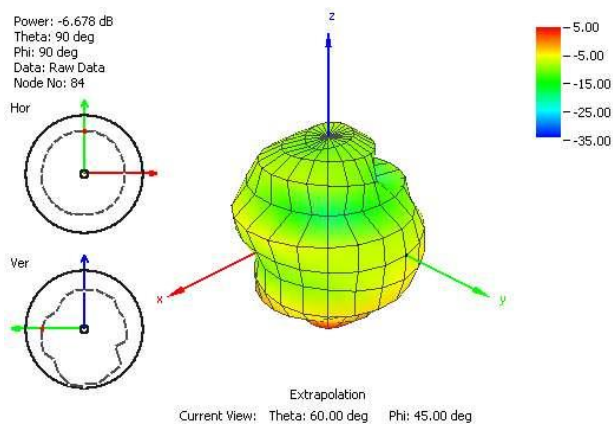 Power: -6.678 dB
Theta: 90 deg
Phi: 90 deg
Data: Raw Data
Node No: 84
Hor
Ver
z
x
y
5.00
-5.00
-15.00
-25.00
-35.00
Extrapolation
Current View: Theta: 60.00 deg Phi: 45.00 deg